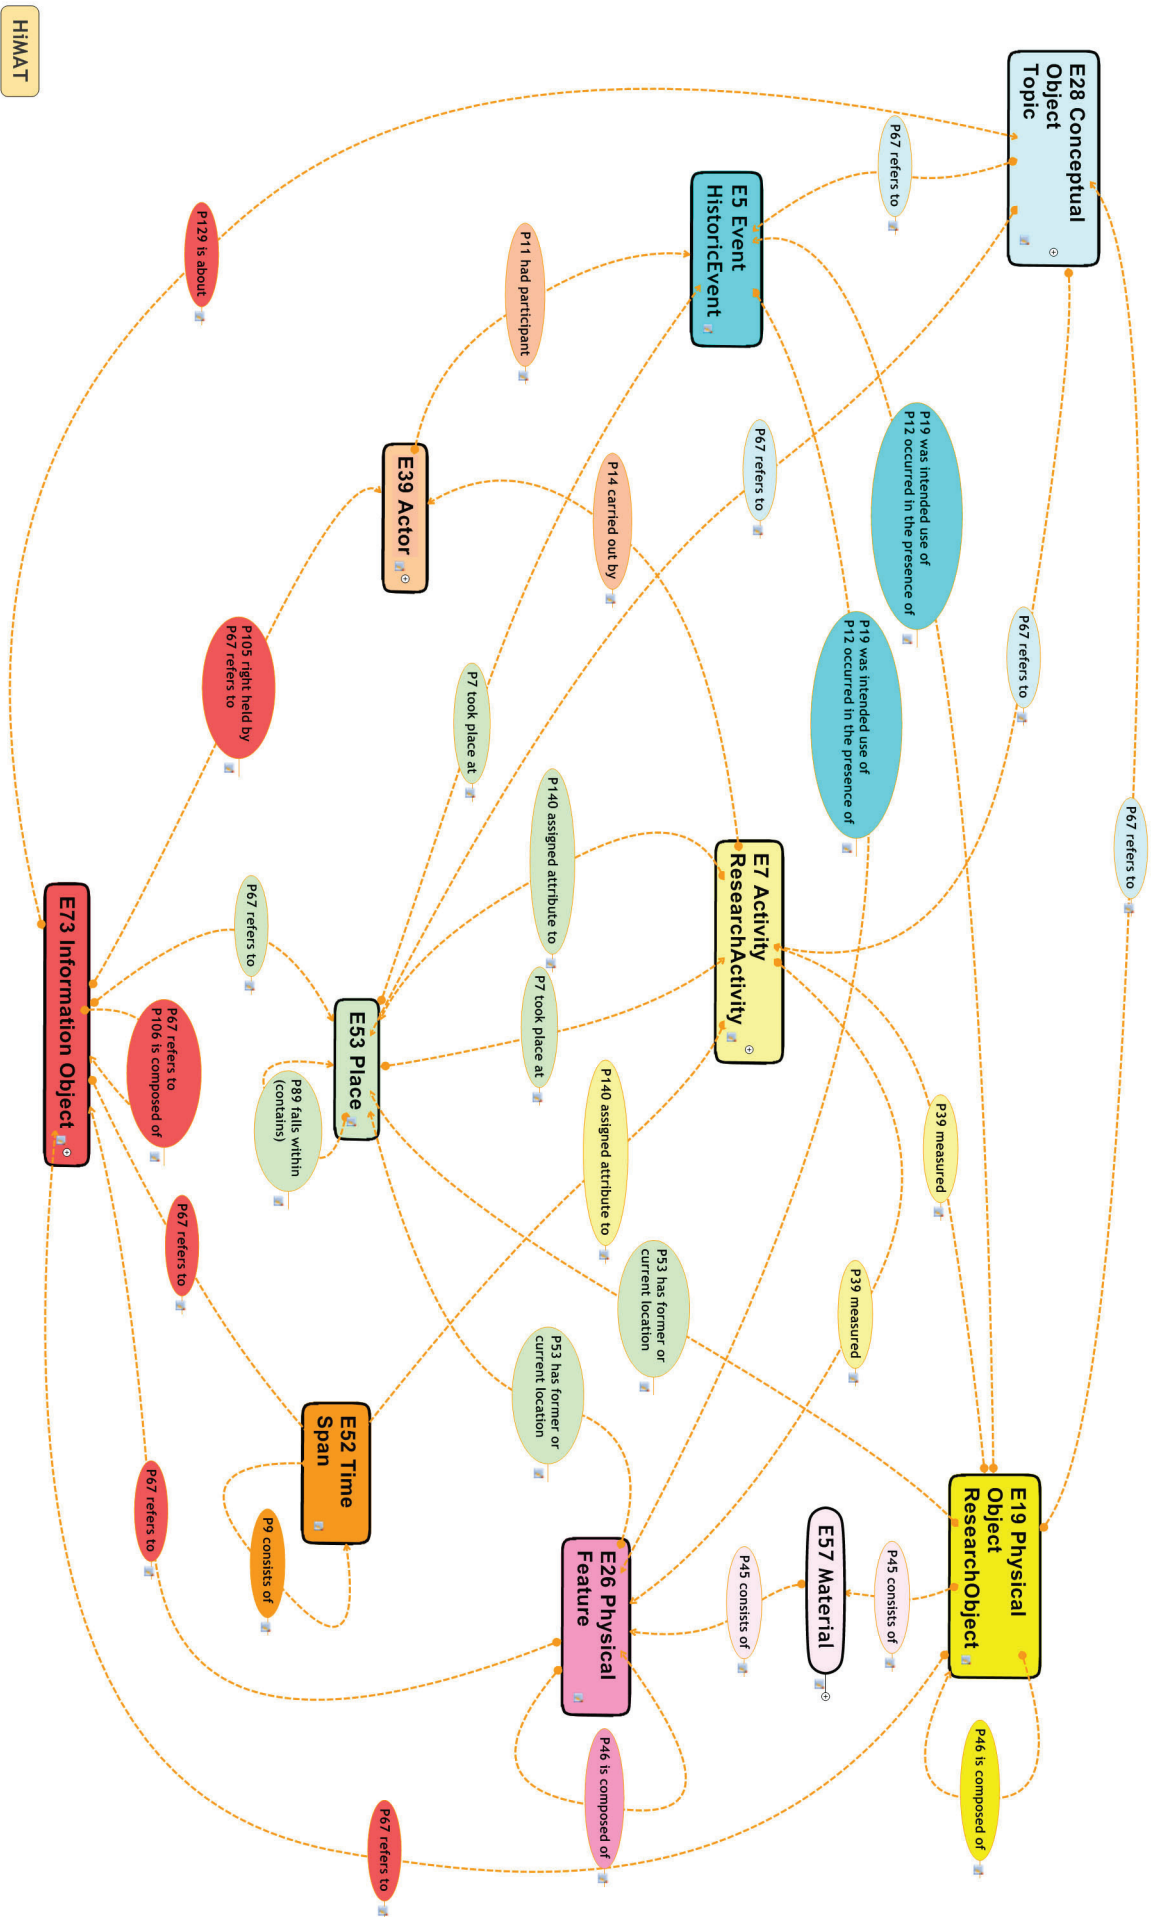 HiMAT
E28 Conceptual
Object
Topic
P67 refers to
P67 refers to
P67 refers to
P67 refers to
E5 Event
HistoricEvent
P19 was intended use of
P12 occurred in the presence of
P19 was intended use of
P12 occurred in the presence of
P129 is about
P11 had participant
P14 carried out by
E39 Actor
P105 right held by
P67 refers to
P7 took place at
P140 assigned attribute to
P7 took place at
E7 Activity
ResearchActivity
P140 assigned attribute to
P39 measured
P39 measured
E19 Physical
Object
ResearchObject
P46 is composed of
P45 consists of
E57 Material
P45 consists of
E26 Physical
Feature
P46 is composed of
P53 has former or
current location
P53 has former or
current location
E53 Place
P89 falls within
(contains)
P67 refers to
E73 Information Object
P67 refers to
P106 is composed of
P67 refers to
E52 Time
Span
P9 consists of
P67 refers to
P67 refers to